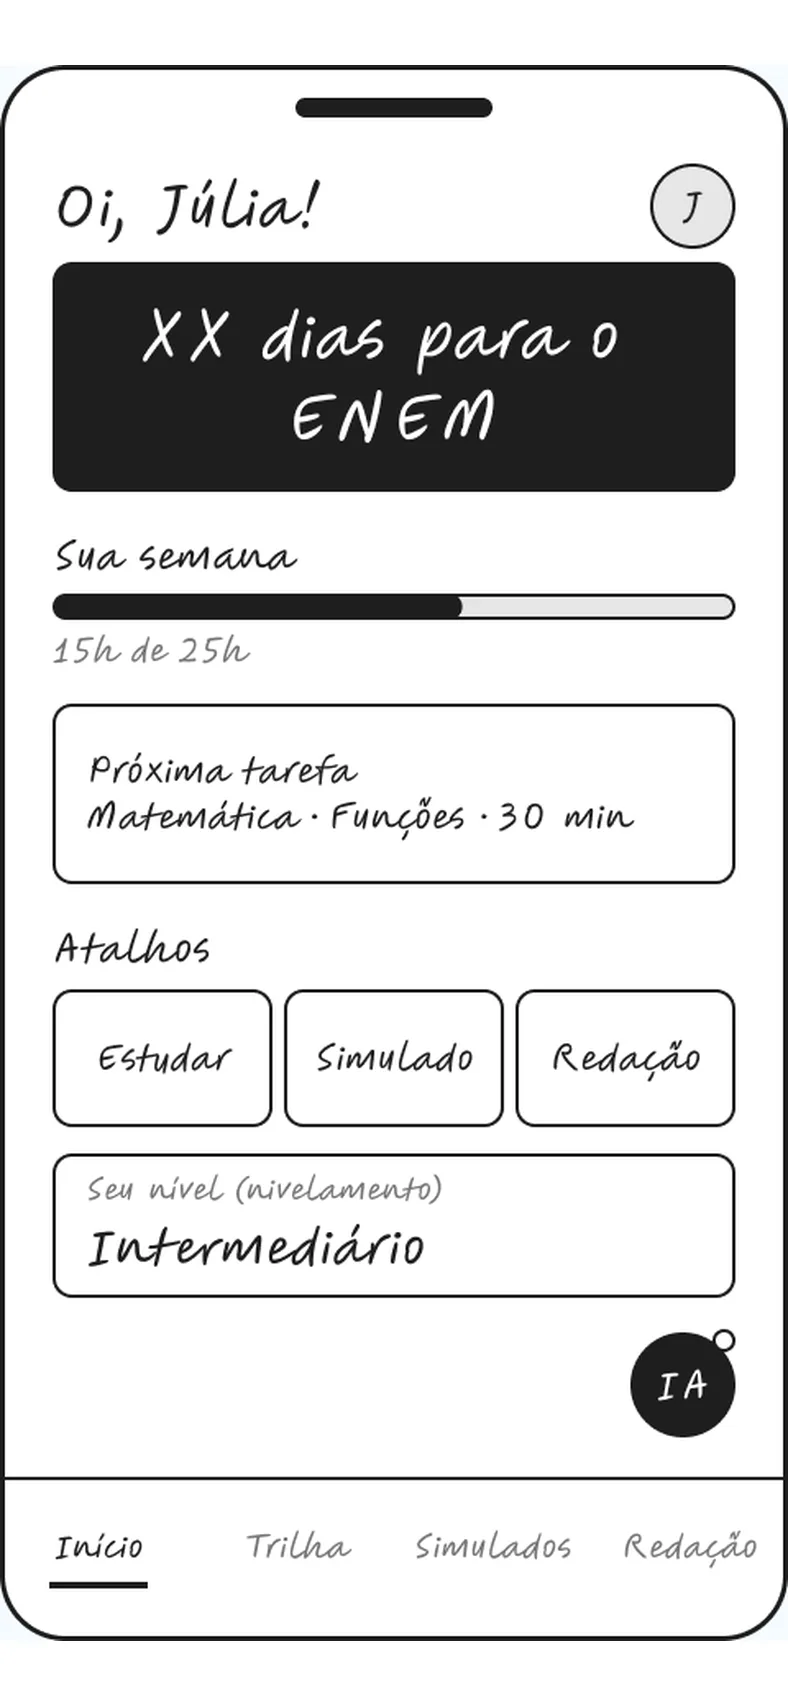 Oi, Júlia!
J
XX dias para o
ENEM
Sua semana
15h de 25h
Próxima tarefa
Matemática · Funções · 30 min
Atalhos
Estudar
Simulado
Redação
Seu nível (nivelamento)
Intermediário
IA
Início
Trilha
Simulados
Redação